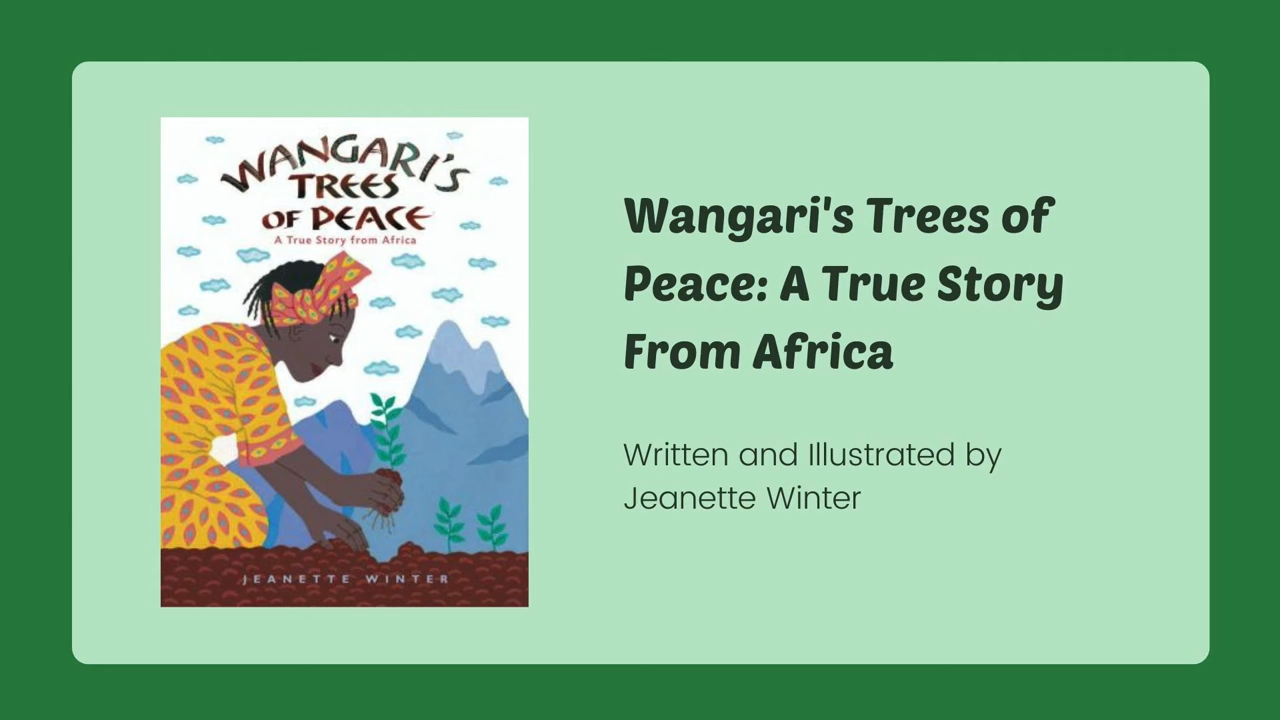 WANGARI'S
TREES
OF PEACE
A True Story from Africa
JEANETTE WINTER
Wangari's Trees of
Peace: A True Story
From Africa
Written and Illustrated by
Jeanette Winter